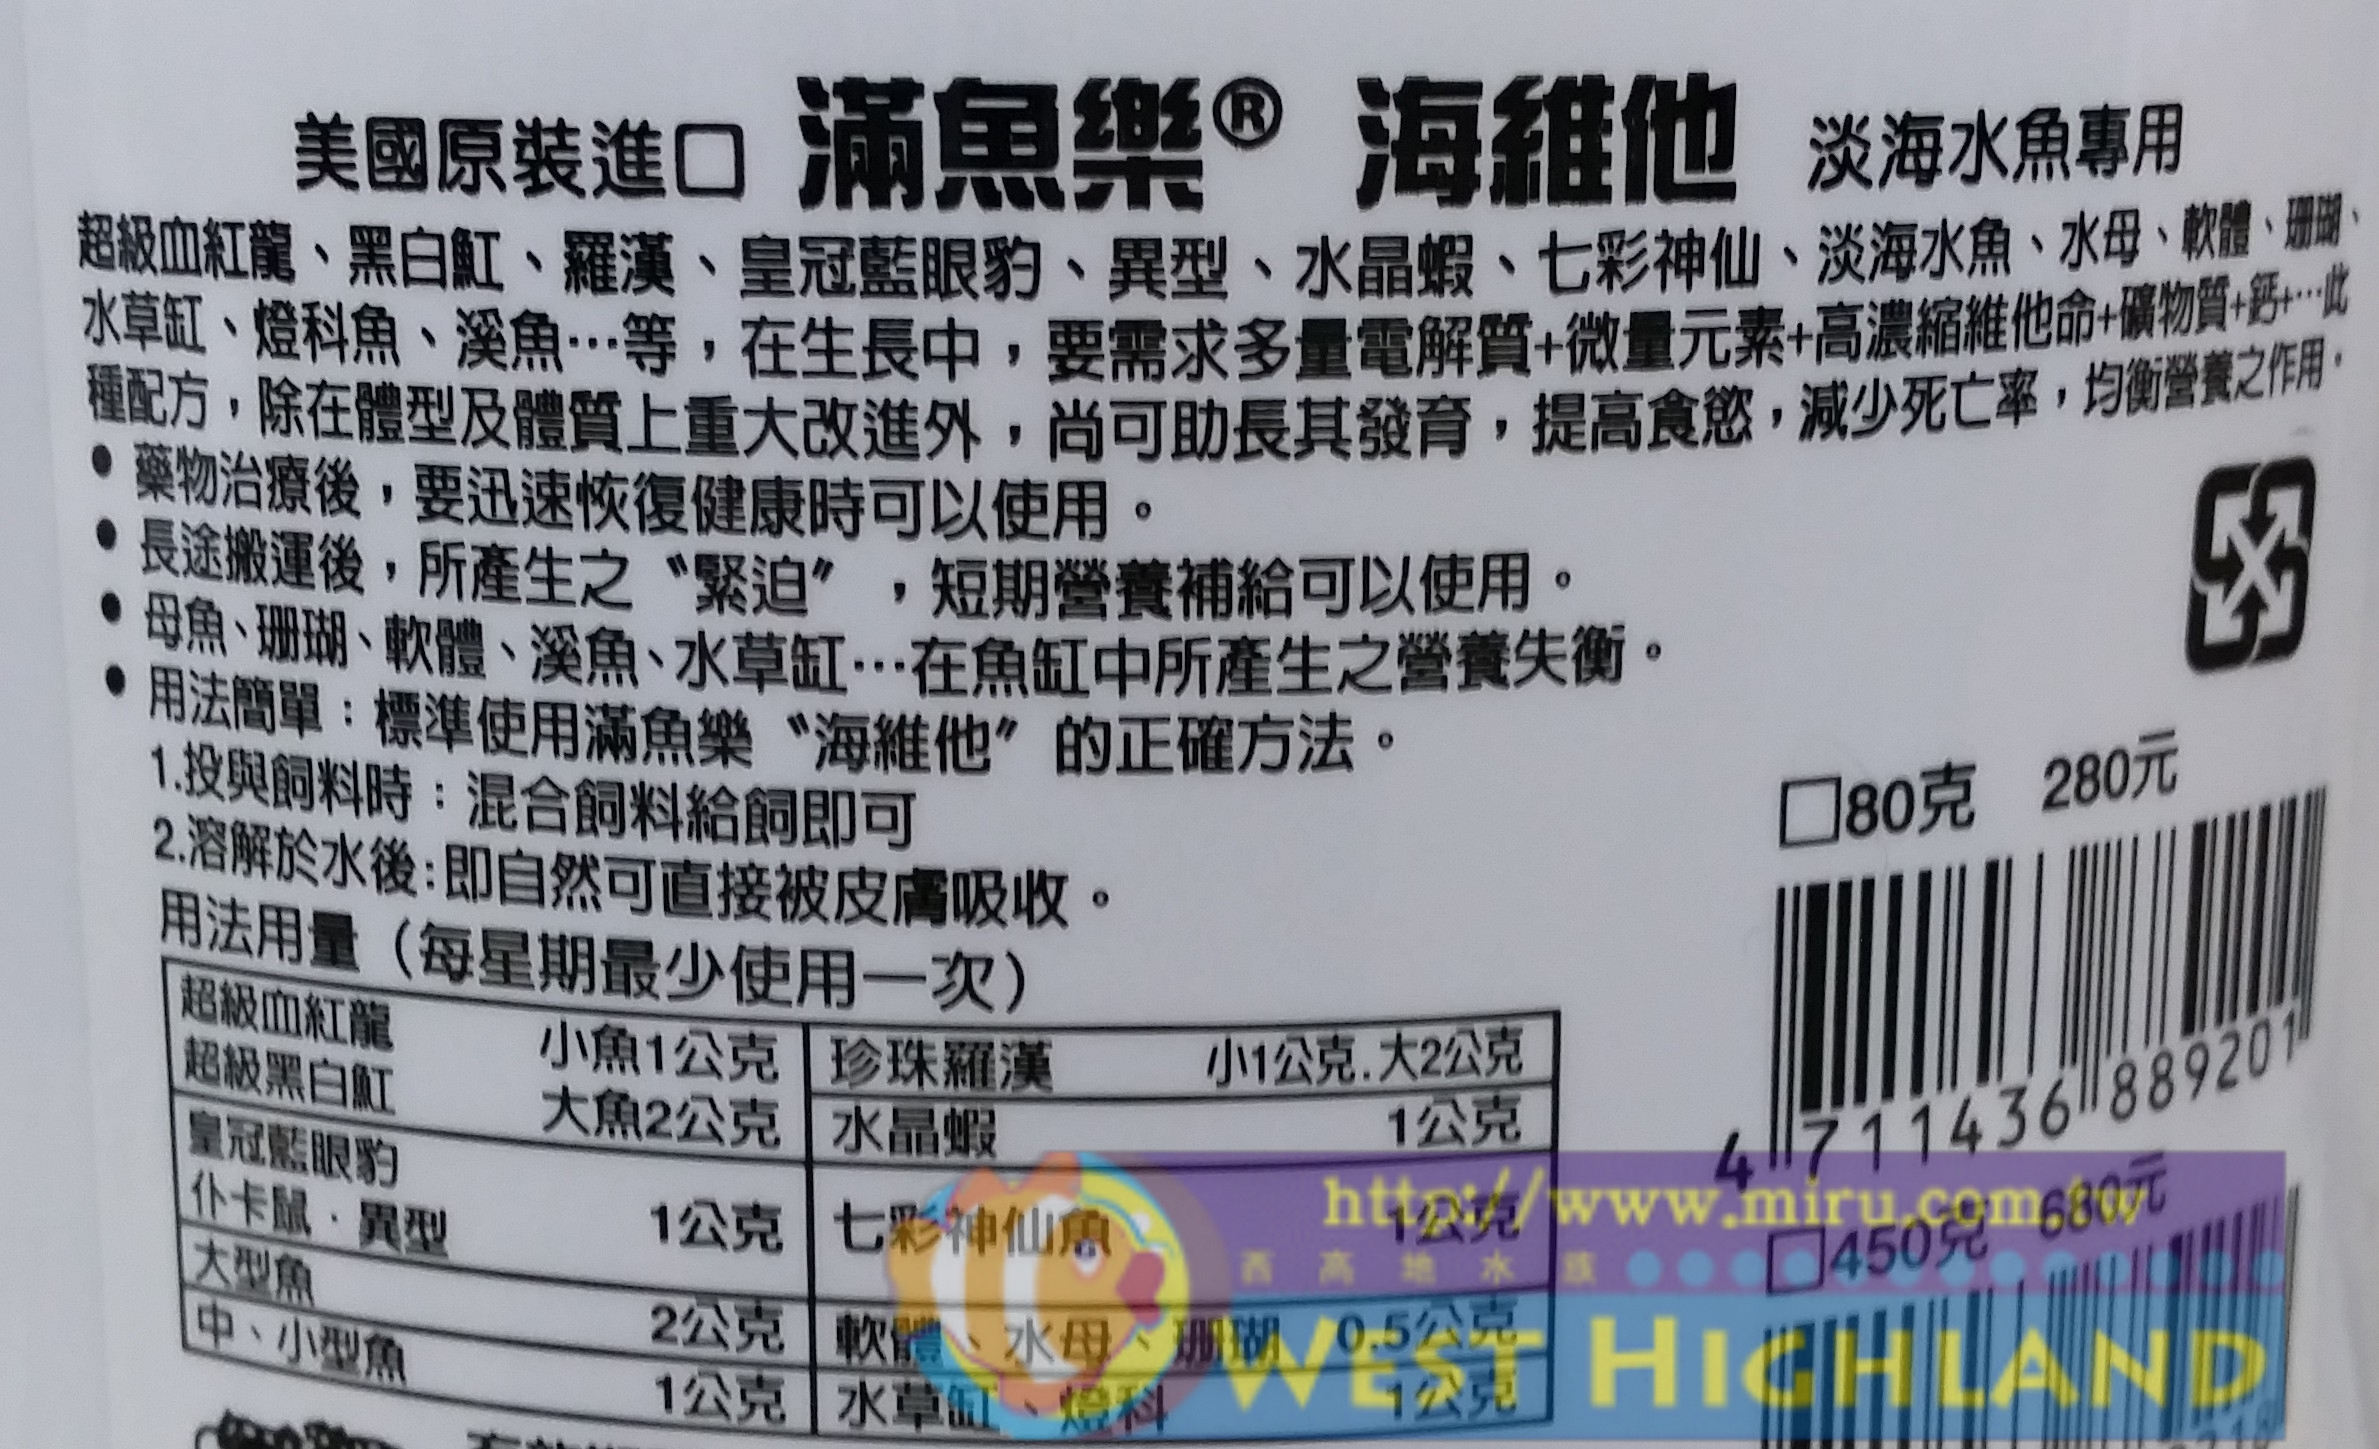 美國原裝進口 滿魚樂® 海維他 淡海水魚專用
超級血紅龍、黑白魟、羅漢、皇冠藍眼豹、異型、水晶蝦、七彩神仙、淡海水魚、水母、軟體、珊瑚、
水草缸、燈科魚、溪魚…等，在生長中，要需求多量電解質+微量元素+高濃縮維他命+礦物質+鈣+…此
種配方，除在體型及體質上重大改進外，尚可助長其發育，提高食慾，減少死亡率，均衡營養之作用。
• 藥物治療後，要迅速恢復健康時可以使用。
• 長途搬運後，所產生之〝緊迫〞，短期營養補給可以使用。
• 母魚、珊瑚、軟體、溪魚、水草缸…在魚缸中所產生之營養失衡。
• 用法簡單：標準使用滿魚樂〝海維他〞的正確方法。
1.投與飼料時：混合飼料給飼即可
2.溶解於水後:即自然可直接被皮膚吸收。
用法用量（每星期最少使用一次）
超級血紅龍 小魚1公克
超級黑白魟 大魚2公克
皇冠藍眼豹
仆卡鼠．異型 1公克
大型魚 2公克
中、小型魚 1公克
珍珠羅漢 小1公克.大2公克
水晶蝦 1公克
七彩神仙魚 1公克
軟體、水母、珊瑚 0.5公克
水草缸、燈科 1公克
□80克 280元
4 711436 889201
□450克 680元
http://www.miru.com.tw
西高地水族
WEST HIGHLAND